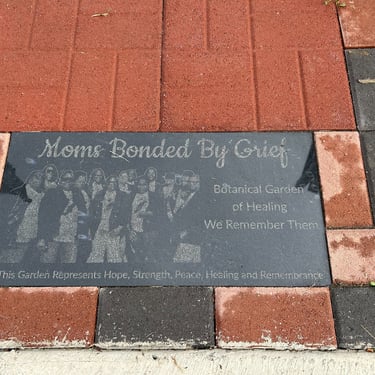 Moms Bonded By Grief
Botanical Garden
of Healing
We Remember Them
This Garden Represents Hope, Strength, Peace, Healing and Remembrance